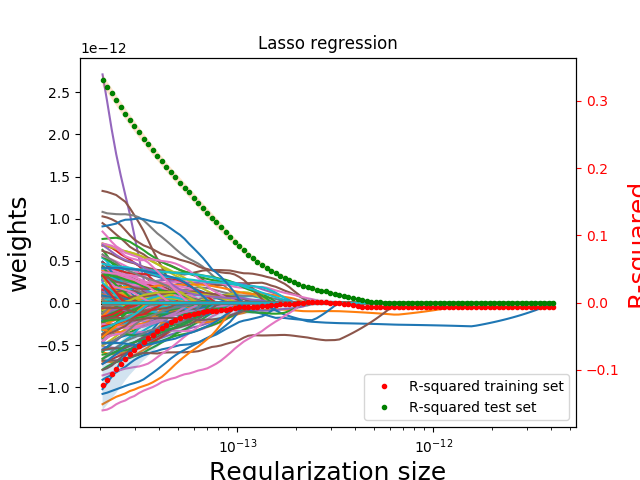 Lasso regression
1e−12
weights
2.5
2.0
1.5
1.0
0.5
0.0
−0.5
−1.0
0.3
0.2
0.1
0.0
−0.1
R-squared
R-squared training set
R-squared test set
10⁻¹³
10⁻¹²
Regularization size